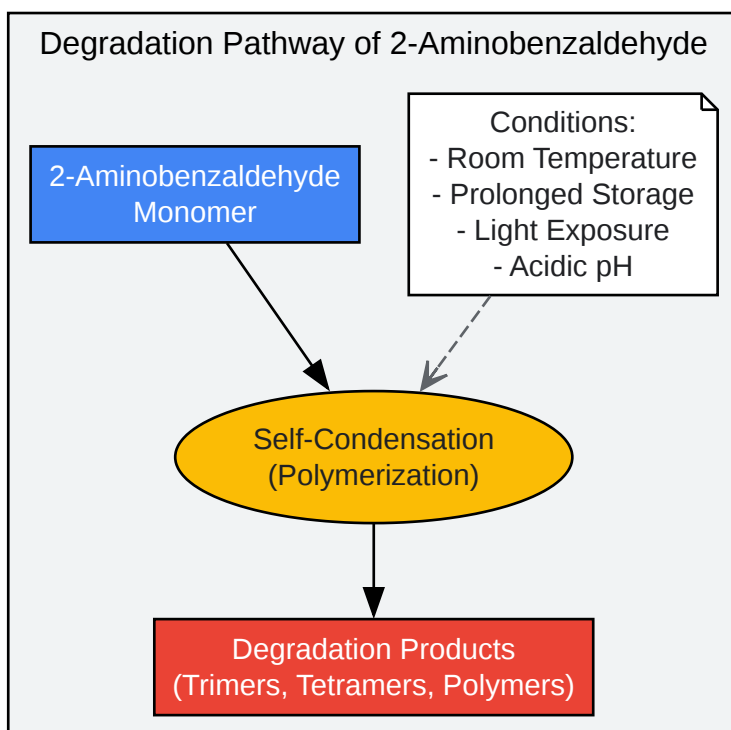 Degradation Pathway of 2-Aminobenzaldehyde
2-Aminobenzaldehyde
Monomer
Conditions:
- Room Temperature
- Prolonged Storage
- Light Exposure
- Acidic pH
Self-Condensation
(Polymerization)
Degradation Products
(Trimers, Tetramers, Polymers)